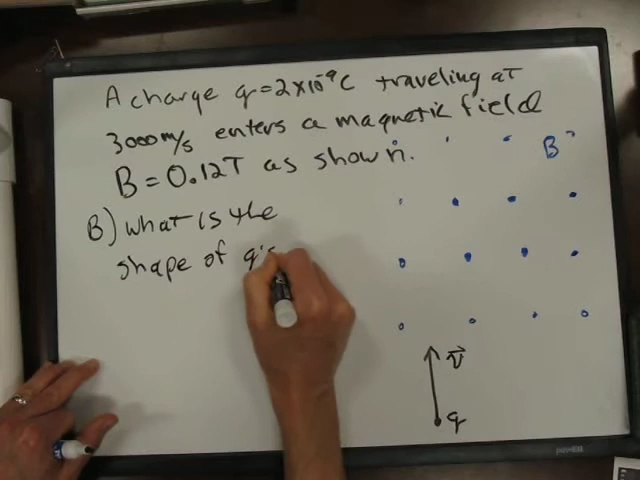 A charge q=2x10⁻⁹C traveling at
3000m/s enters a magnetic field
B=0.12T as shown.
B
B) what is the
shape of q's
v
q